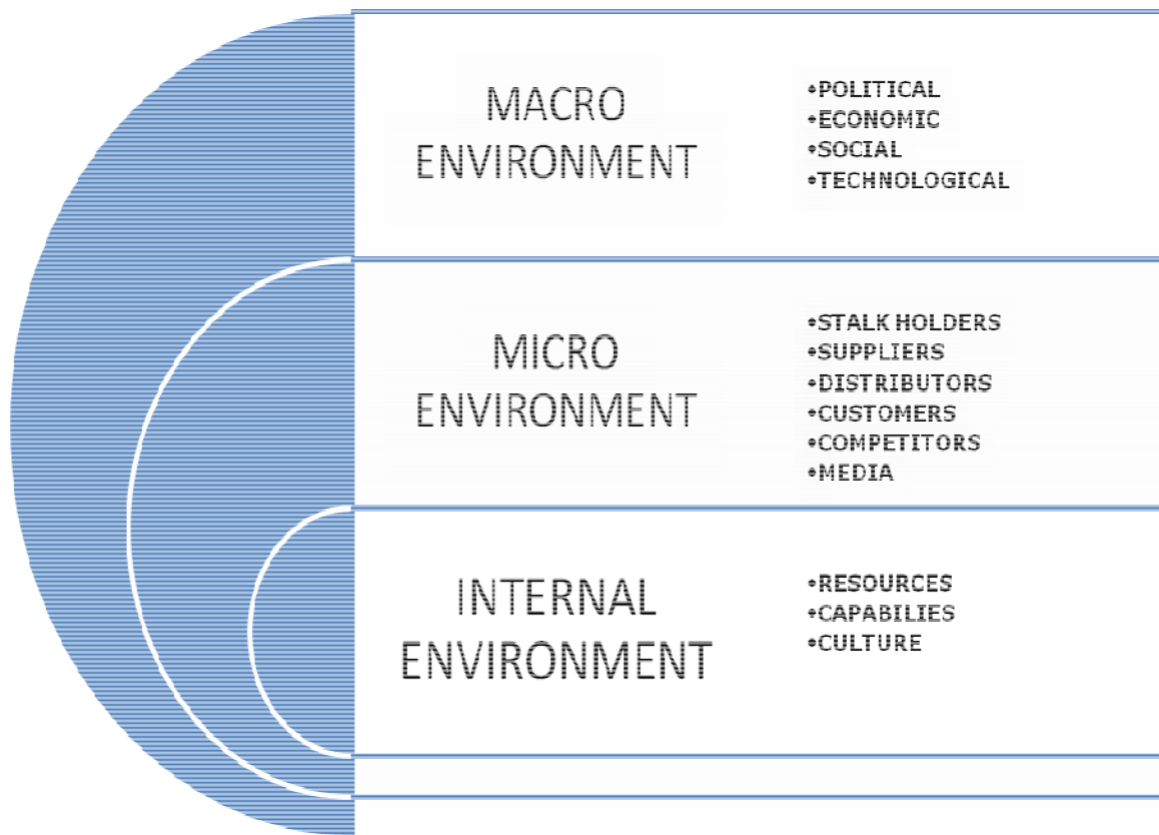 MACRO
ENVIRONMENT
•POLITICAL
•ECONOMIC
•SOCIAL
•TECHNOLOGICAL
MICRO
ENVIRONMENT
•STALK HOLDERS
•SUPPLIERS
•DISTRIBUTORS
•CUSTOMERS
•COMPETITORS
•MEDIA
INTERNAL
ENVIRONMENT
•RESOURCES
•CAPABILIES
•CULTURE